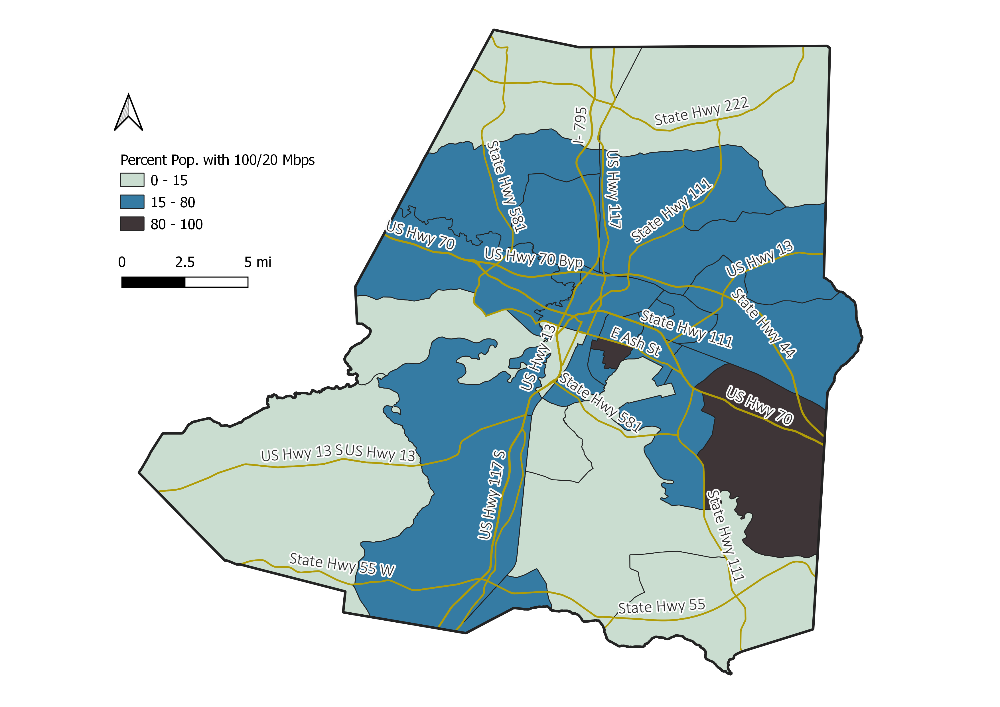 Percent Pop. with 100/20 Mbps
0 - 15
15 - 80
80 - 100
0 2.5 5 mi
State Hwy 222
I- 795
State Hwy 581
US Hwy 117
State Hwy 111
US Hwy 70
US Hwy 70 Byp
US Hwy 13
State Hwy 44
State Hwy 111
E Ash St
US Hwy 13
State Hwy 581
US Hwy 70
US Hwy 13 S US Hwy 13
US Hwy 117 S
State Hwy 111
State Hwy 55 W
State Hwy 55